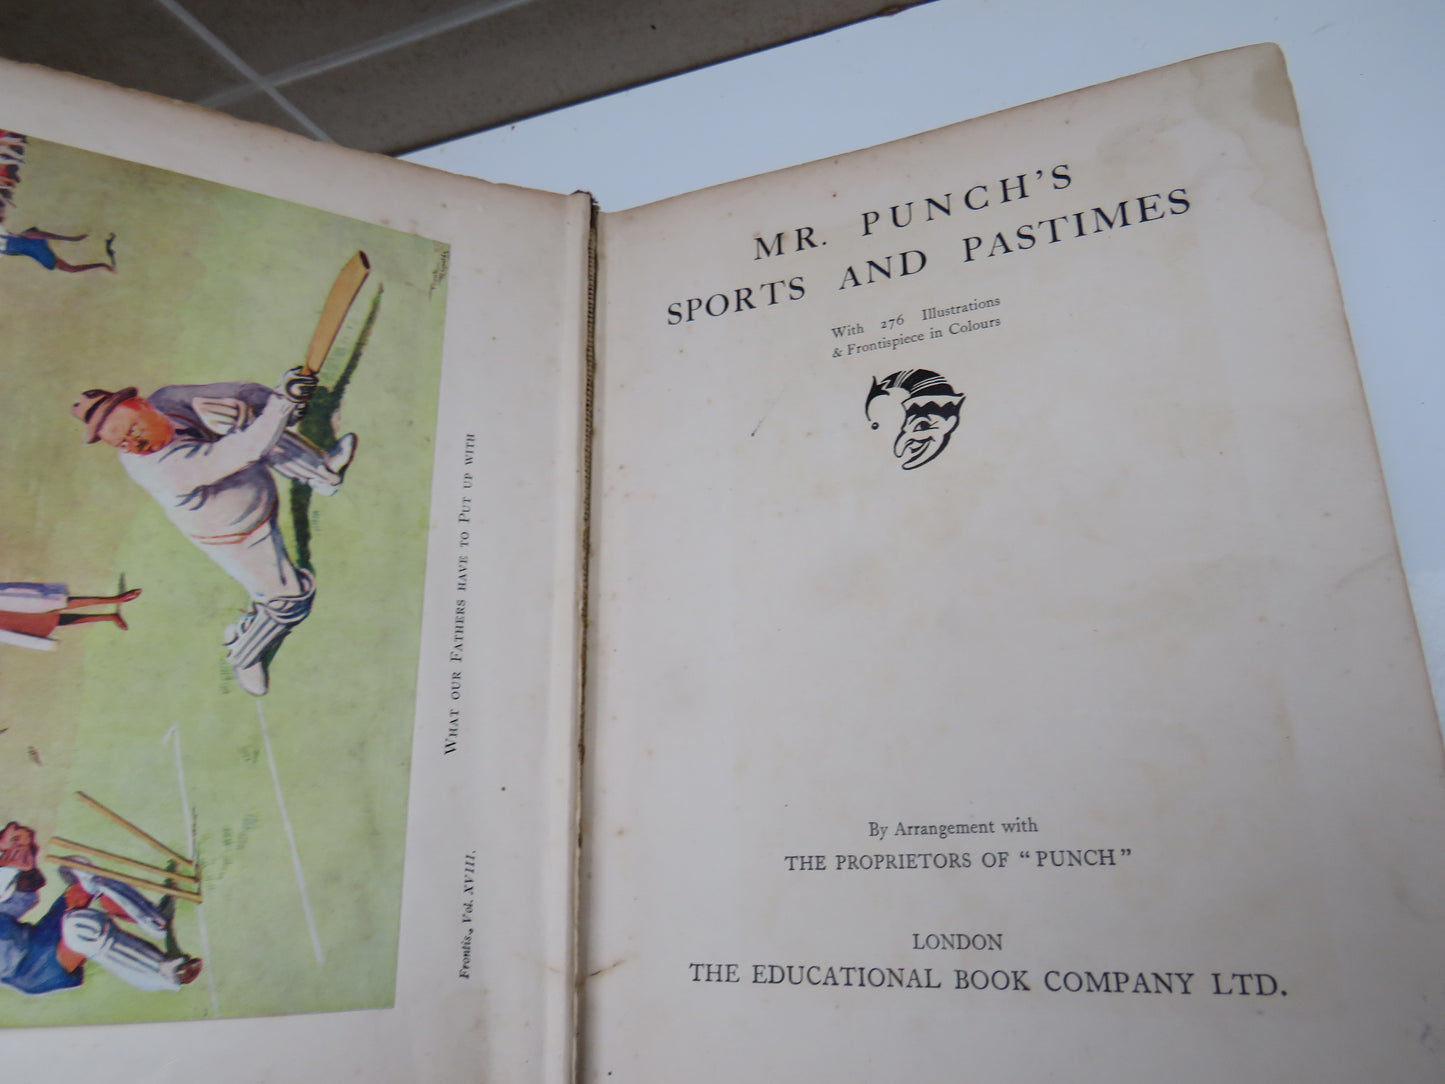 WHAT OUR FATHERS HAVE TO PUT UP WITH
Frontis., Vol. XVIII.
MR. PUNCH'S
SPORTS AND PASTIMES
With 276 Illustrations
& Frontispiece in Colours
By Arrangement with
THE PROPRIETORS OF “PUNCH”
LONDON
THE EDUCATIONAL BOOK COMPANY LTD.